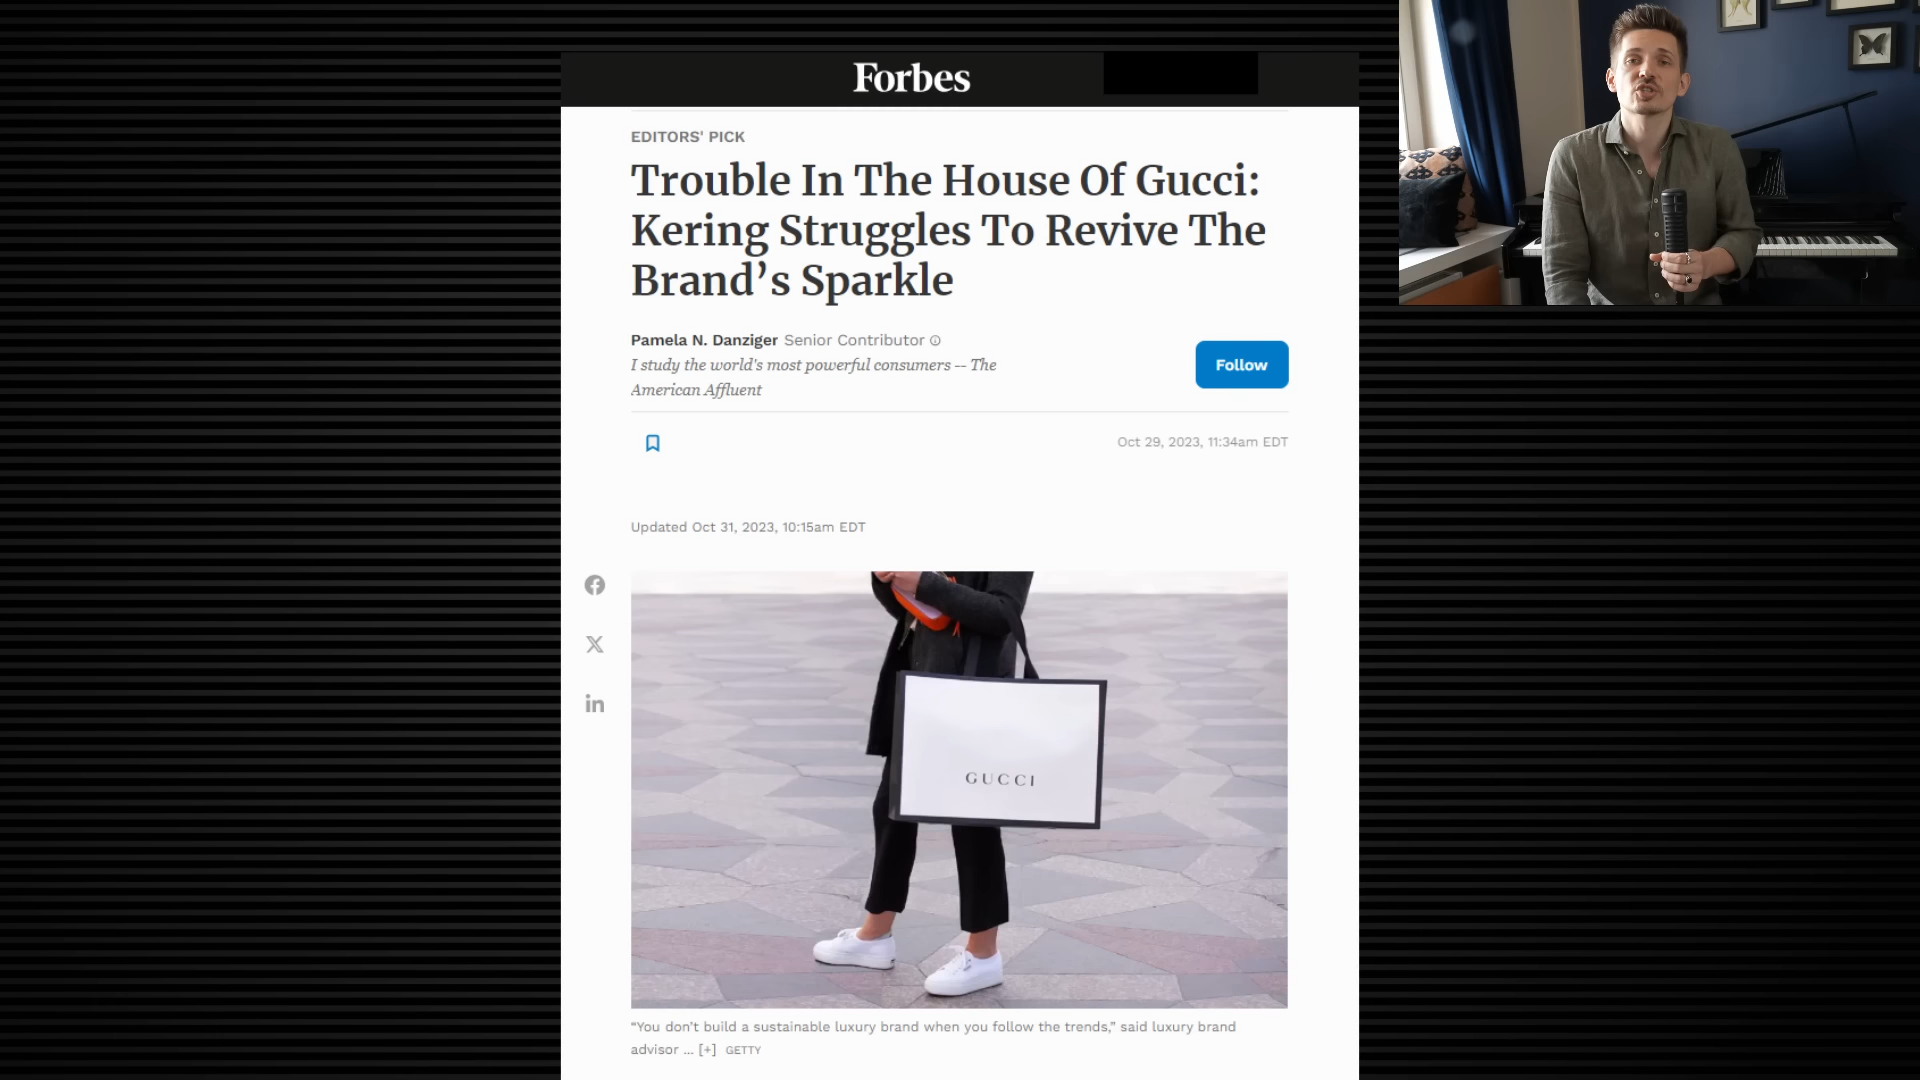 Forbes
EDITORS' PICK
Trouble In The House Of Gucci:
Kering Struggles To Revive The
Brand’s Sparkle
Pamela N. Danziger Senior Contributor
I study the world's most powerful consumers -- The
American Affluent
Follow
Oct 29, 2023, 11:34am EDT
Updated Oct 31, 2023, 10:15am EDT
GUCCI
“You don’t build a sustainable luxury brand when you follow the trends,” said luxury brand
advisor ... [+] GETTY